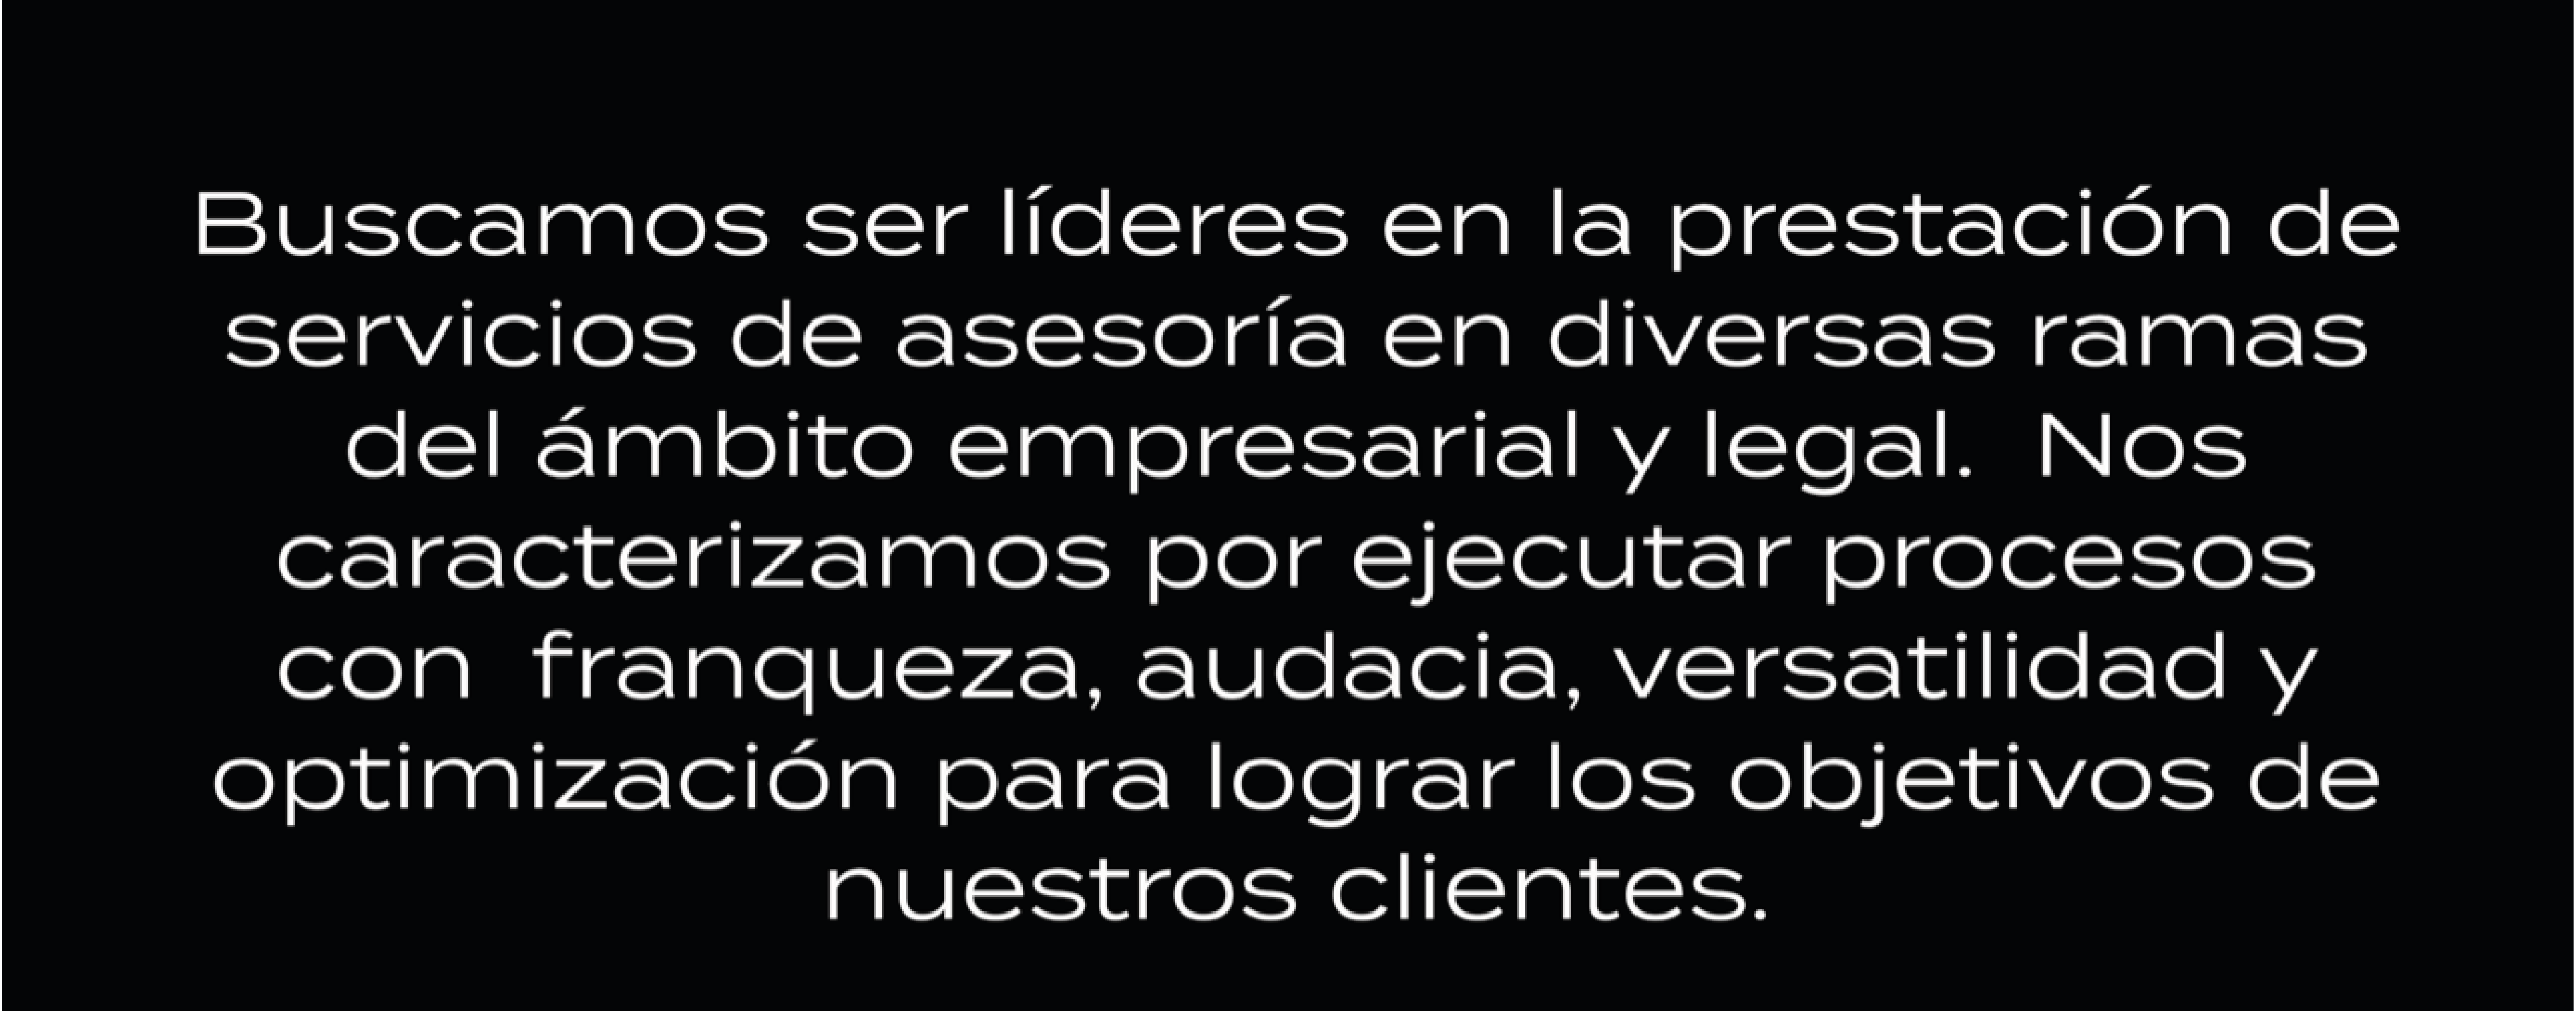 Buscamos ser líderes en la prestación de
servicios de asesoría en diversas ramas
del ámbito empresarial y legal.  Nos
caracterizamos por ejecutar procesos
con  franqueza, audacia, versatilidad y
optimización para lograr los objetivos de
nuestros clientes.